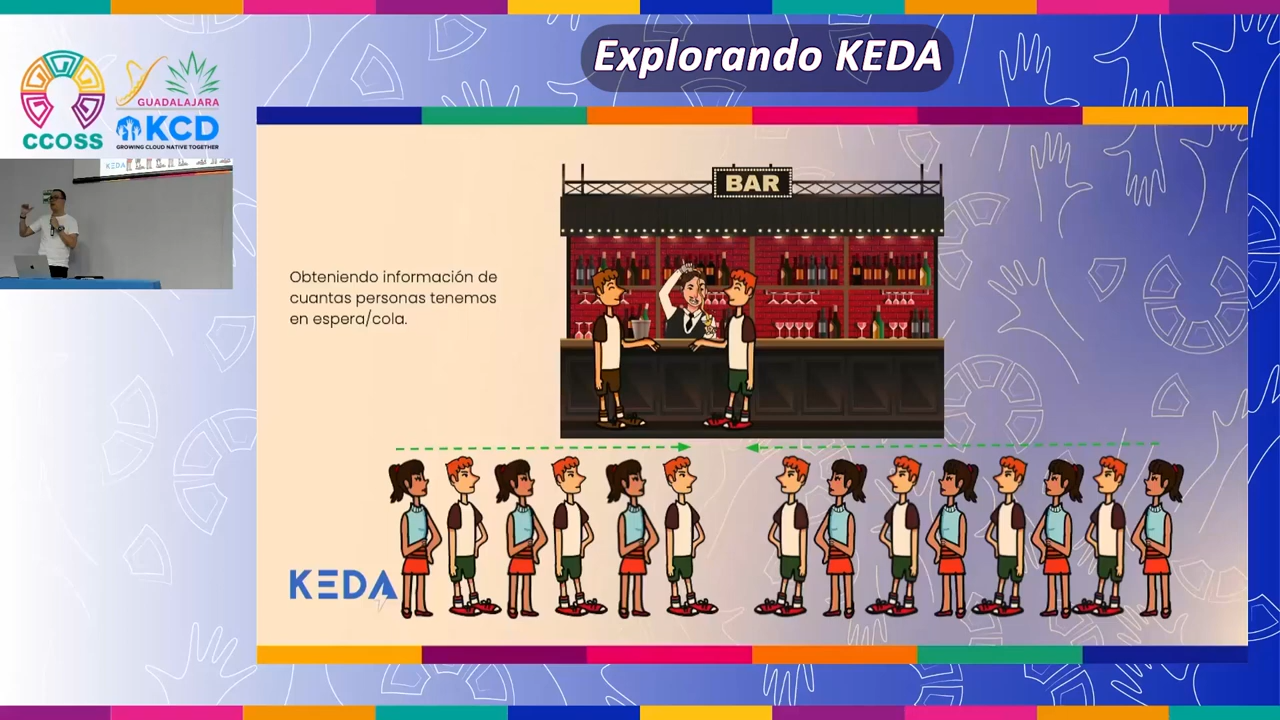 Explorando KEDA
CCOSS
GUADALAJARA
KCD
GROWING CLOUD NATIVE TOGETHER
KEDA
BAR
Obteniendo información de
cuantas personas tenemos
en espera/cola.
KEDA